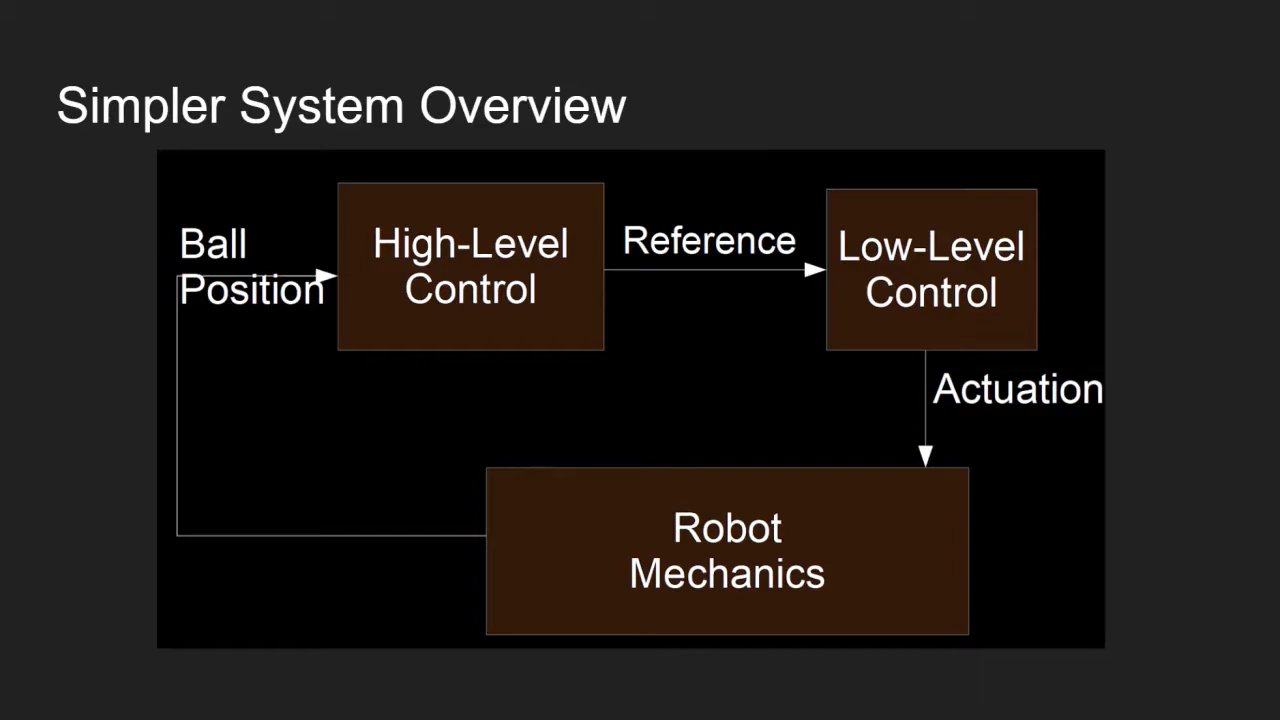 Simpler System Overview
Ball
Position
High-Level
Control
Reference
Low-Level
Control
Actuation
Robot
Mechanics